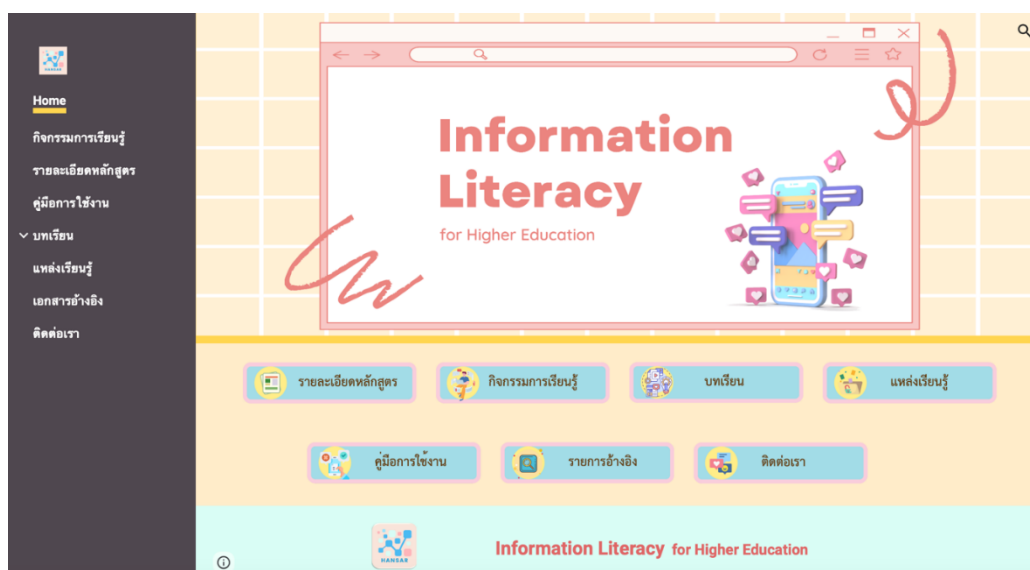 HANSAR
Home
กิจกรรมการเรียนรู้
รายละเอียดหลักสูตร
คู่มือการใช้งาน
บทเรียน
แหล่งเรียนรู้
เอกสารอ้างอิง
ติดต่อเรา
Information
Literacy
for Higher Education
รายละเอียดหลักสูตร
กิจกรรมการเรียนรู้
บทเรียน
แหล่งเรียนรู้
คู่มือการใช้งาน
รายการอ้างอิง
ติดต่อเรา
HANSAR
Information Literacy for Higher Education